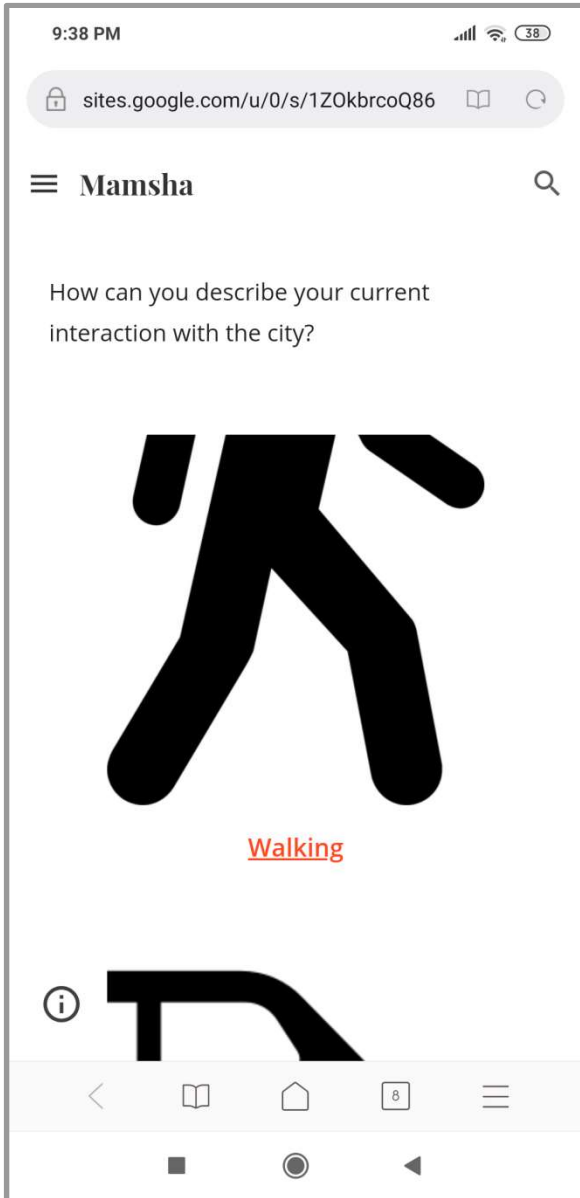 9:38 PM 38
sites.google.com/u/0/s/1ZOkbrcoQ86
Mamsha
How can you describe your current
interaction with the city?
Walking
8